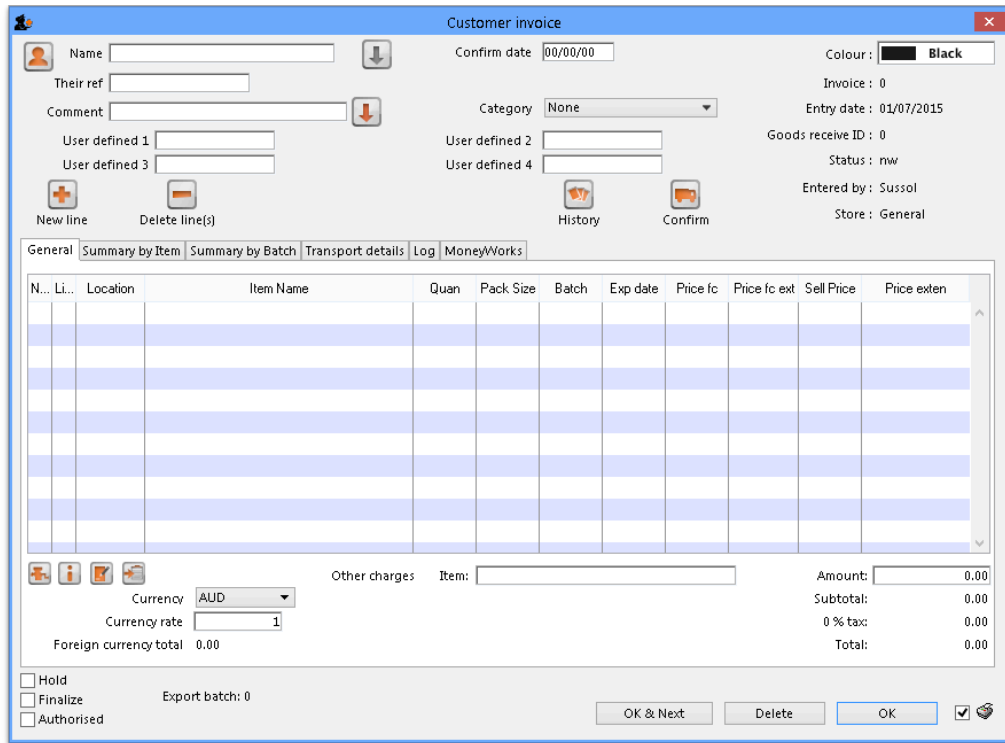 Customer invoice
Name
Confirm date 00/00/00
Colour : Black
Their ref
Invoice : 0
Comment
Category None
Entry date : 01/07/2015
User defined 1
User defined 2
Goods receive ID : 0
User defined 3
User defined 4
Status : nw
Entered by : Sussol
New line
Delete line(s)
History
Confirm
Store : General
General Summary by Item Summary by Batch Transport details Log MoneyWorks
N... Li... Location Item Name Quan Pack Size Batch Exp date Price fc Price fc ext Sell Price Price exten
Other charges Item:
Amount: 0.00
Currency AUD
Subtotal: 0.00
Currency rate 1
0 % tax: 0.00
Foreign currency total 0.00
Total: 0.00
Hold
Finalize
Export batch: 0
Authorised
OK & Next
Delete
OK